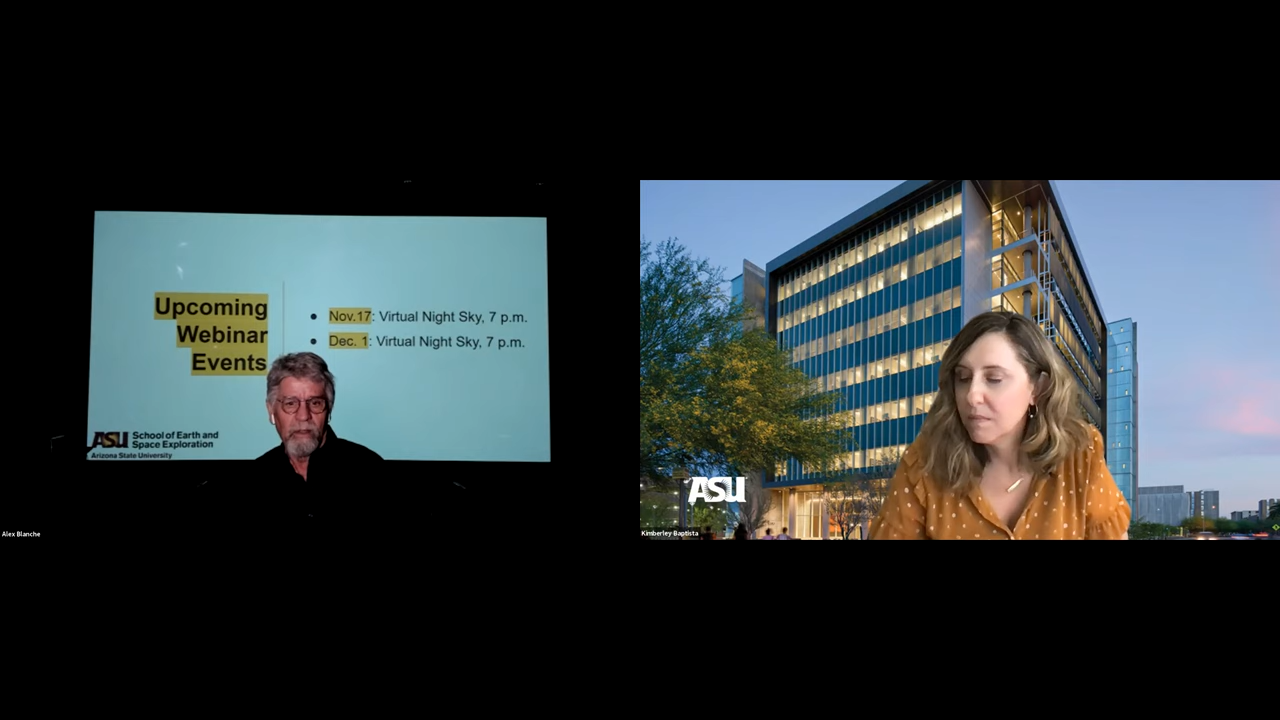 Upcoming
Webinar
Events
• Nov.17: Virtual Night Sky, 7 p.m.
• Dec. 1: Virtual Night Sky, 7 p.m.
ASU School of Earth and
Space Exploration
Arizona State University
Alex Blanche
ASU
Kimberley Baptista